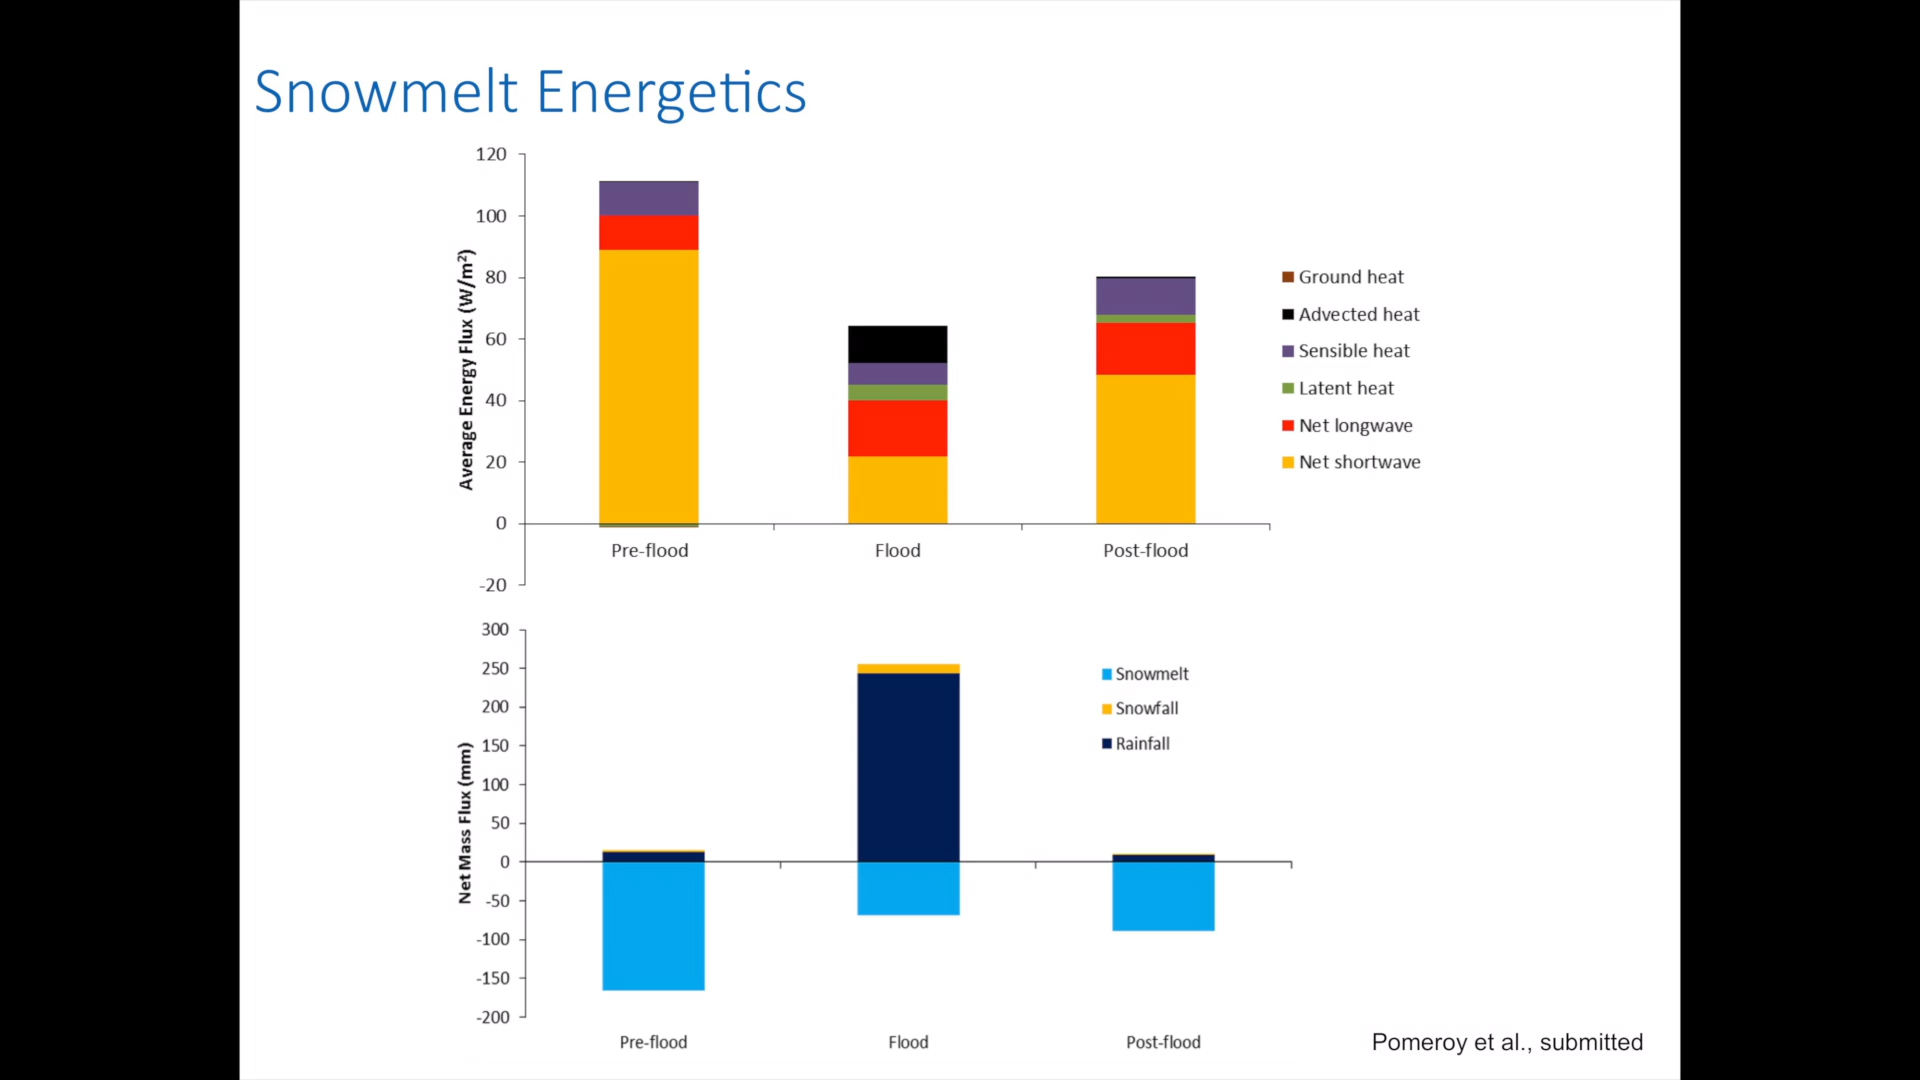 Snowmelt Energetics
Average Energy Flux (W/m²)
120
100
80
60
40
20
0
-20
Pre-flood Flood Post-flood
Ground heat
Advected heat
Sensible heat
Latent heat
Net longwave
Net shortwave
Net Mass Flux (mm)
300
250
200
150
100
50
0
-50
-100
-150
-200
Pre-flood Flood Post-flood
Snowmelt
Snowfall
Rainfall
Pomeroy et al., submitted